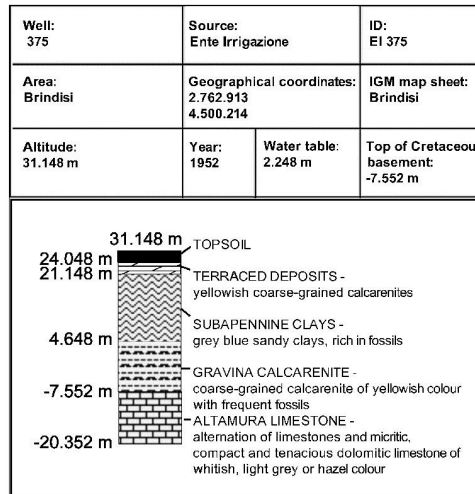 Well:
375
Source:
Ente Irrigazione
ID:
EI 375
Area:
Brindisi
Geographical coordinates:
2.762.913
4.500.214
IGM map sheet:
Brindisi
Altitude:
31.148 m
Year:
1952
Water table:
2.248 m
Top of Cretaceou
basement:
-7.552 m
31.148 m
24.048 m
21.148 m
4.648 m
-7.552 m
-20.352 m
TOPSOIL
TERRACED DEPOSITS -
yellowish coarse-grained calcarenites
SUBAPENNINE CLAYS -
grey blue sandy clays, rich in fossils
GRAVINA CALCARENITE -
coarse-grained calcarenite of yellowish colour
with frequent fossils
ALTAMURA LIMESTONE -
alternation of limestones and micritic,
compact and tenacious dolomitic limestone of
whitish, light grey or hazel colour